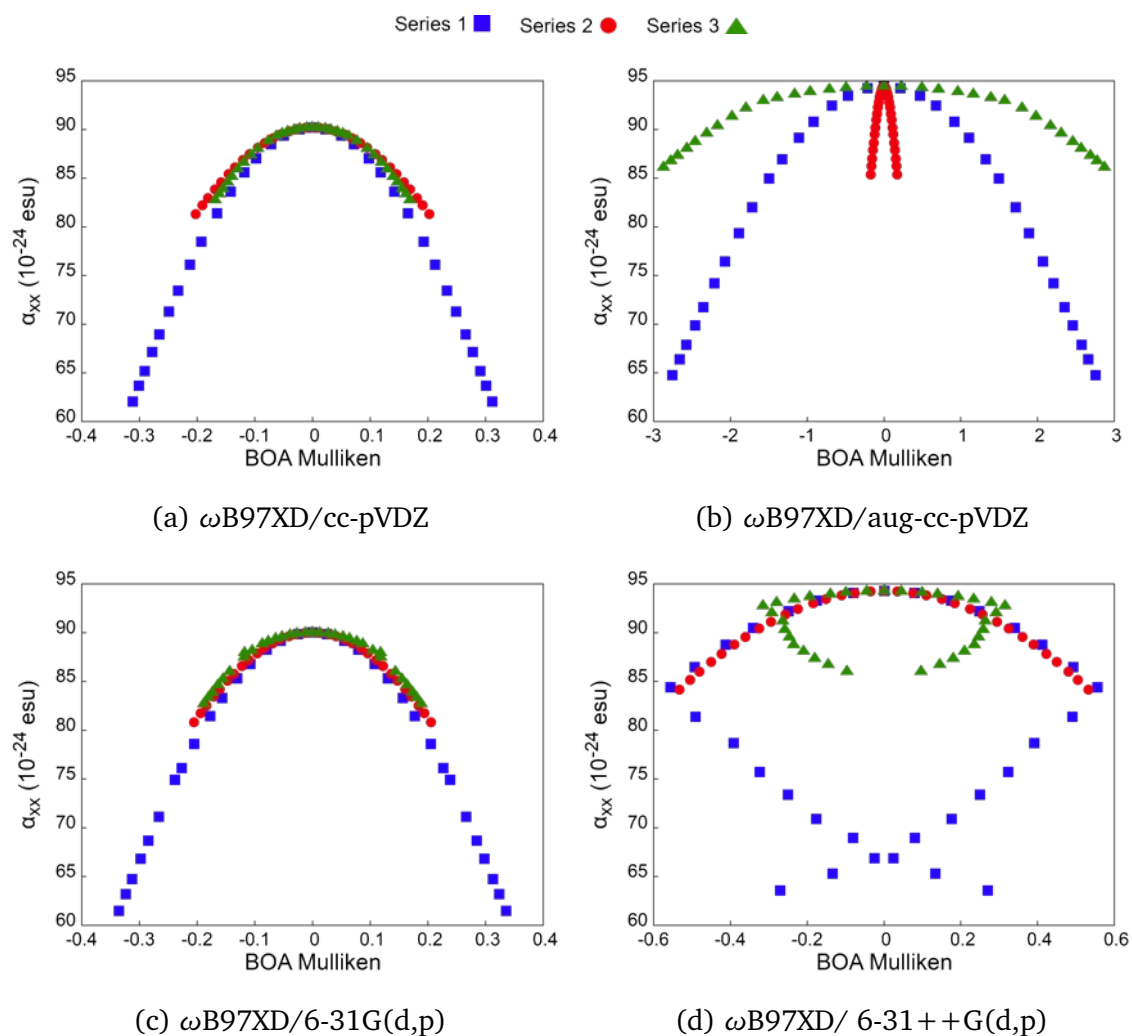 Series 1 Series 2 Series 3
95
90
85
80
75
70
65
60
αxx (10-24 esu)
-0.4 -0.3 -0.2 -0.1 0 0.1 0.2 0.3 0.4
BOA Mulliken
(a) ωB97XD/cc-pVDZ
95
90
85
80
75
70
65
60
αxx (10-24 esu)
-3 -2 -1 0 1 2 3
BOA Mulliken
(b) ωB97XD/aug-cc-pVDZ
95
90
85
80
75
70
65
60
αxx (10-24 esu)
-0.4 -0.3 -0.2 -0.1 0 0.1 0.2 0.3 0.4
BOA Mulliken
(c) ωB97XD/6-31G(d,p)
95
90
85
80
75
70
65
60
αxx (10-24 esu)
-0.6 -0.4 -0.2 0 0.2 0.4 0.6
BOA Mulliken
(d) ωB97XD/ 6-31++G(d,p)